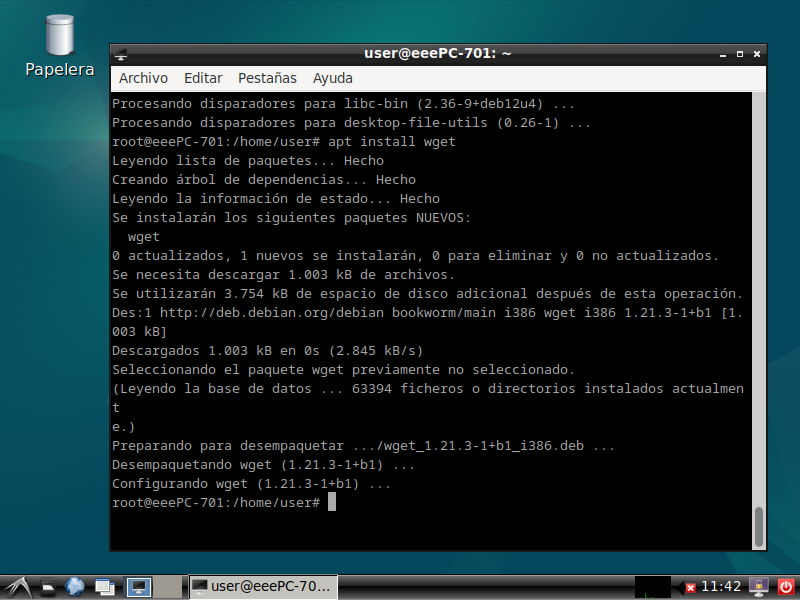 Papelera
user@eeePC-701: ~
Archivo Editar Pestañas Ayuda
Procesando disparadores para libc-bin (2.36-9+deb12u4) ...
Procesando disparadores para desktop-file-utils (0.26-1) ...
root@eeePC-701:/home/user# apt install wget
Leyendo lista de paquetes... Hecho
Creando árbol de dependencias... Hecho
Leyendo la información de estado... Hecho
Se instalarán los siguientes paquetes NUEVOS:
  wget
0 actualizados, 1 nuevos se instalarán, 0 para eliminar y 0 no actualizados.
Se necesita descargar 1.003 kB de archivos.
Se utilizarán 3.754 kB de espacio de disco adicional después de esta operación.
Des:1 http://deb.debian.org/debian bookworm/main i386 wget i386 1.21.3-1+b1 [1.
003 kB]
Descargados 1.003 kB en 0s (2.845 kB/s)
Seleccionando el paquete wget previamente no seleccionado.
(Leyendo la base de datos ... 63394 ficheros o directorios instalados actualmen
t
e.)
Preparando para desempaquetar .../wget_1.21.3-1+b1_i386.deb ...
Desempaquetando wget (1.21.3-1+b1) ...
Configurando wget (1.21.3-1+b1) ...
root@eeePC-701:/home/user#
user@eeePC-70...
11:42